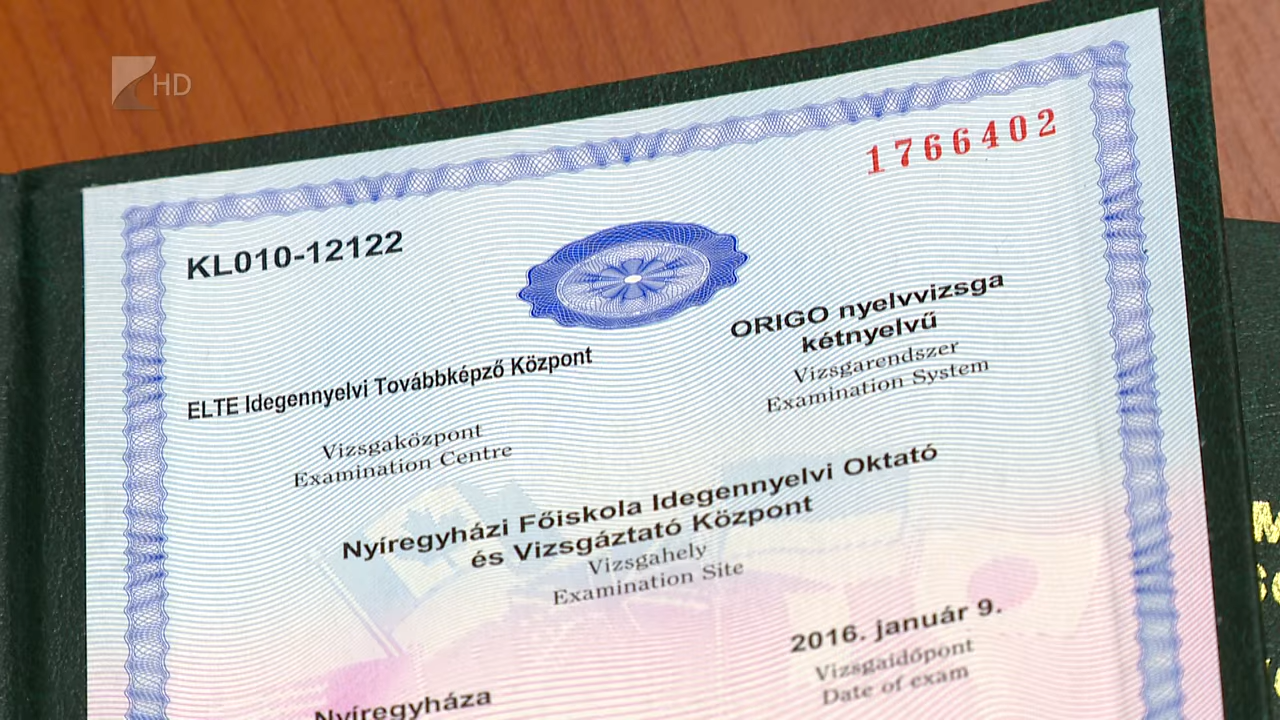 HD
1766402
KL010-12122
ORIGO nyelvvizsga
kétnyelvű
Vizsgarendszer
Examination System
ELTE Idegennyelvi Továbbképző Központ
Vizsgaközpont
Examination Centre
Nyíregyházi Főiskola Idegennyelvi Oktató
és Vizsgáztató Központ
Vizsgahely
Examination Site
2016. január 9.
Vizsgaidőpont
Date of exam
Nyíregyháza